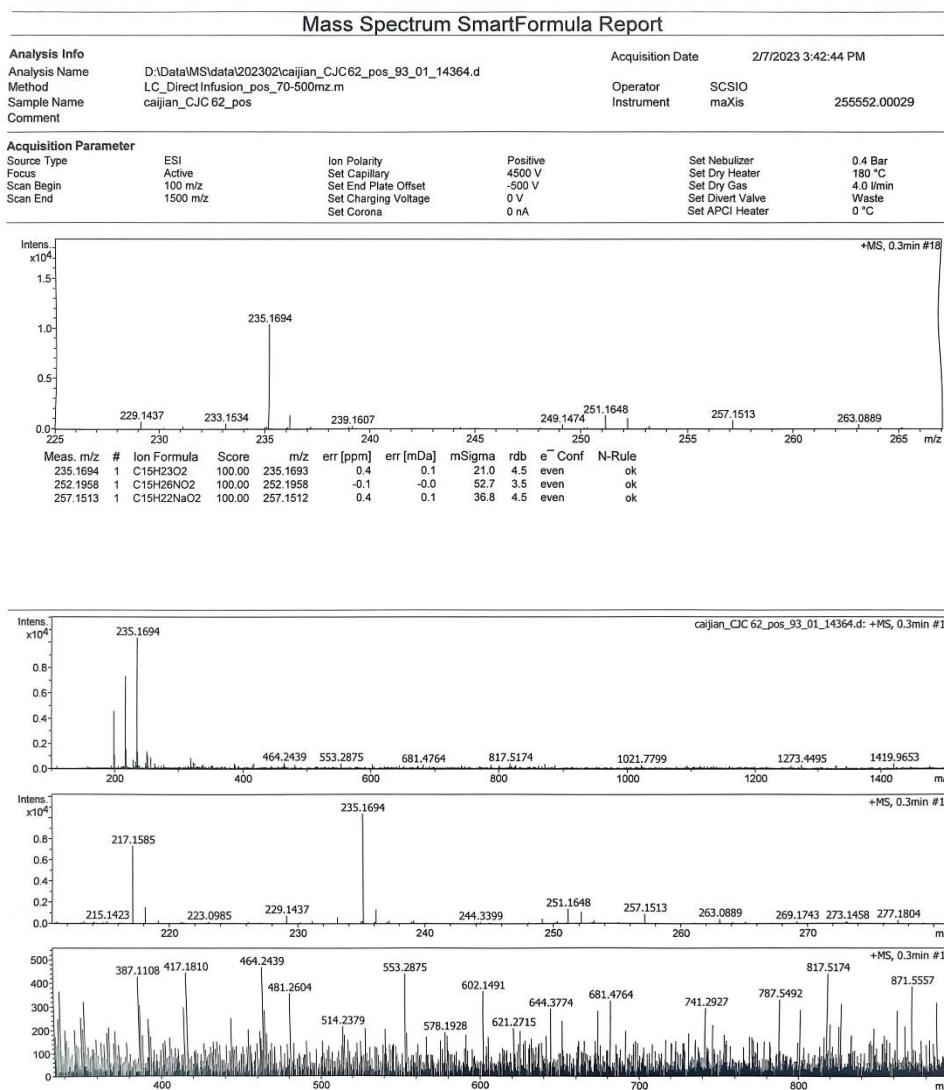 Mass Spectrum SmartFormula Report
Analysis Info
Acquisition Date 2/7/2023 3:42:44 PM
Analysis Name D:\Data\MS\data\202302\caijian_CJC62_pos_93_01_14364.d
Method LC_Direct Infusion_pos_70-500mz.m
Operator SCSIO
Sample Name caijian_CJC 62_pos
Instrument maXis 255552.00029
Comment
Acquisition Parameter
Source Type ESI Ion Polarity Positive Set Nebulizer 0.4 Bar
Focus Active Set Capillary 4500 V Set Dry Heater 180 °C
Scan Begin 100 m/z Set End Plate Offset -500 V Set Dry Gas 4.0 l/min
Scan End 1500 m/z Set Charging Voltage 0 V Set Divert Valve Waste
Set Corona 0 nA Set APCI Heater 0 °C
Intens.
x10⁴
+MS, 0.3min #18
1.5
1.0
0.5
0.0
235.1694
229.1437 233.1534 239.1607 249.1474 251.1648 257.1513 263.0889
225 230 235 240 245 250 255 260 265 m/z
Meas. m/z # Ion Formula Score m/z err [ppm] err [mDa] mSigma rdb e⁻ Conf N-Rule
235.1694 1 C15H23O2 100.00 235.1693 0.4 0.1 21.0 4.5 even ok
252.1958 1 C15H26NO2 100.00 252.1958 -0.1 -0.0 52.7 3.5 even ok
257.1513 1 C15H22NaO2 100.00 257.1512 0.4 0.1 36.8 4.5 even ok
Intens.
x10⁴
caijian_CJC 62_pos_93_01_14364.d: +MS, 0.3min #1
235.1694
0.8
0.6
0.4
0.2
0.0
464.2439 553.2875 681.4764 817.5174 1021.7799 1273.4495 1419.9653
200 400 600 800 1000 1200 1400 m/
Intens.
x10⁴
+MS, 0.3min #1
235.1694
217.1585
0.8
0.6
0.4
0.2
0.0
215.1423 223.0985 229.1437 244.3399 251.1648 257.1513 263.0889 269.1743 273.1458 277.1804
220 230 240 250 260 270 m/
+MS, 0.3min #1
500
400
300
200
100
0
387.1108 417.1810 464.2439 481.2604 514.2379 553.2875 578.1928 602.1491 621.2715 644.3774 681.4764 741.2927 787.5492 817.5174 871.5557
400 500 600 700 800 m/